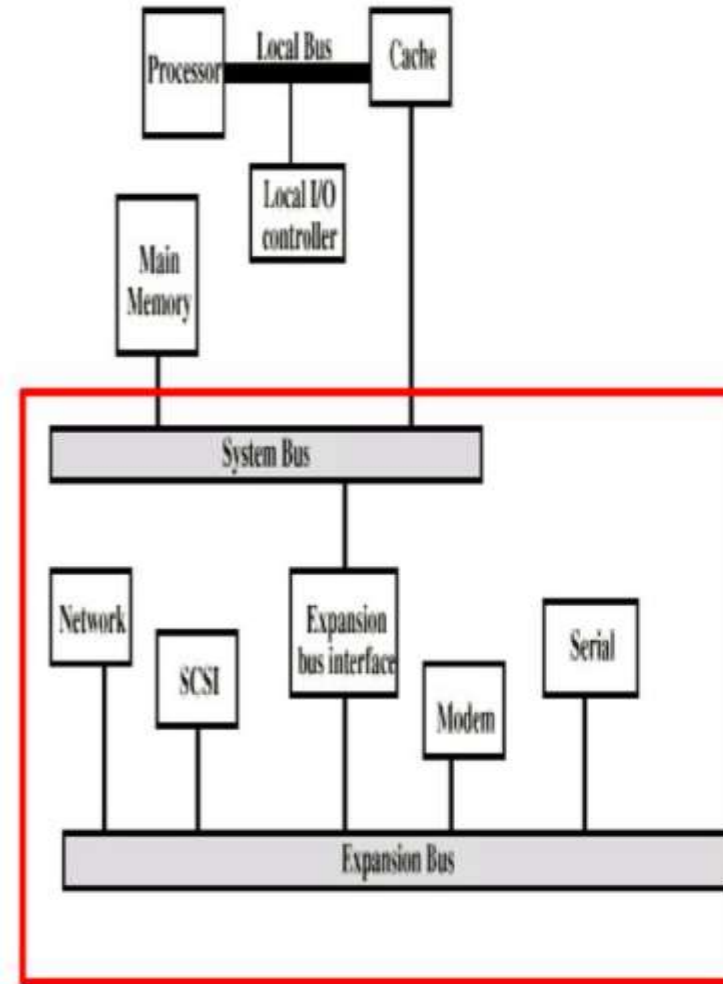 Local Bus
Processor
Cache
Local I/O
controller
Main
Memory
System Bus
Network
SCSI
Expansion
bus interface
Modem
Serial
Expansion Bus